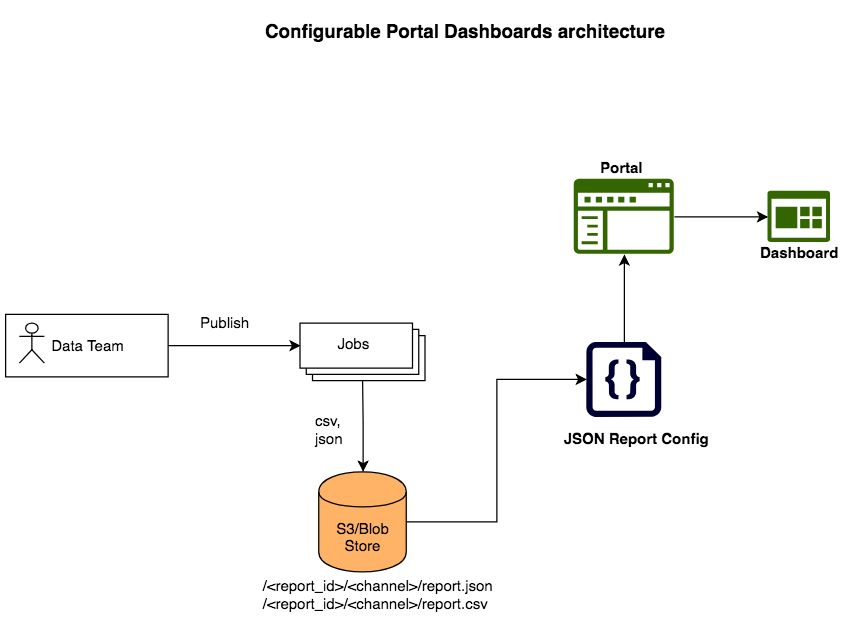 Configurable Portal Dashboards architecture
Portal
Dashboard
Data Team
Publish
Jobs
csv,
json
{}
JSON Report Config
S3/Blob
Store
/<report_id>/<channel>/report.json
/<report_id>/<channel>/report.csv